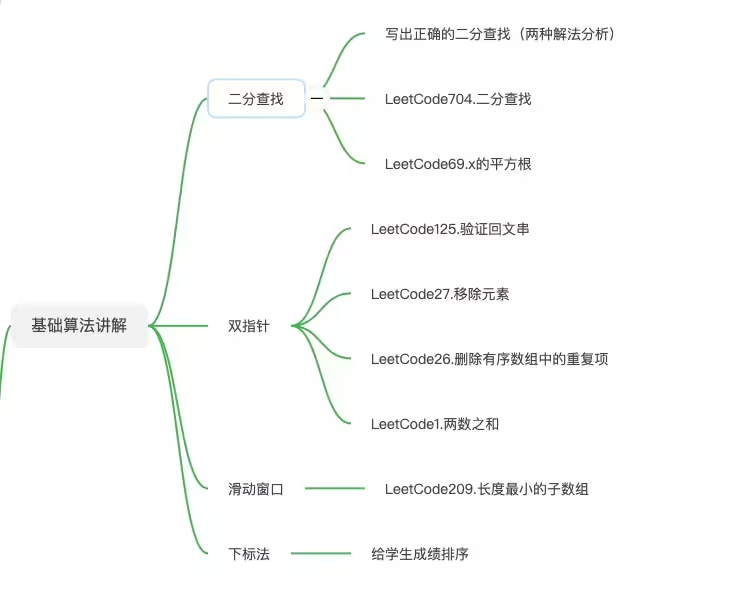 写出正确的二分查找（两种解法分析）
二分查找
LeetCode704.二分查找
LeetCode69.x的平方根
LeetCode125.验证回文串
LeetCode27.移除元素
基础算法讲解
双指针
LeetCode26.删除有序数组中的重复项
LeetCode1.两数之和
滑动窗口
LeetCode209.长度最小的子数组
下标法
给学生成绩排序